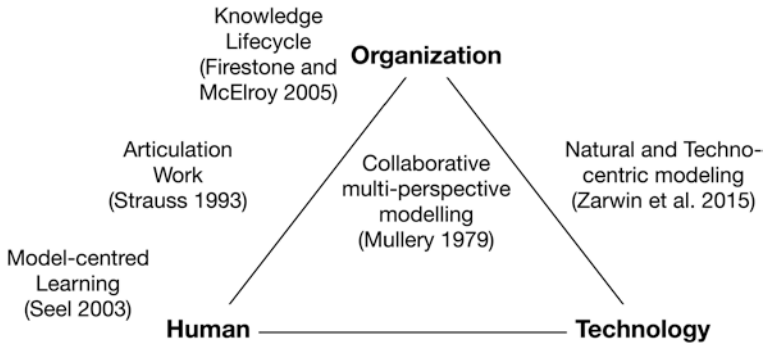 Knowledge
Lifecycle
(Firestone and
McElroy 2005)
Organization
Articulation
Work
(Strauss 1993)
Collaborative
multi-perspective
modelling
(Mullery 1979)
Natural and Techno-
centric modeling
(Zarwin et al. 2015)
Model-centred
Learning
(Seel 2003)
Human
Technology